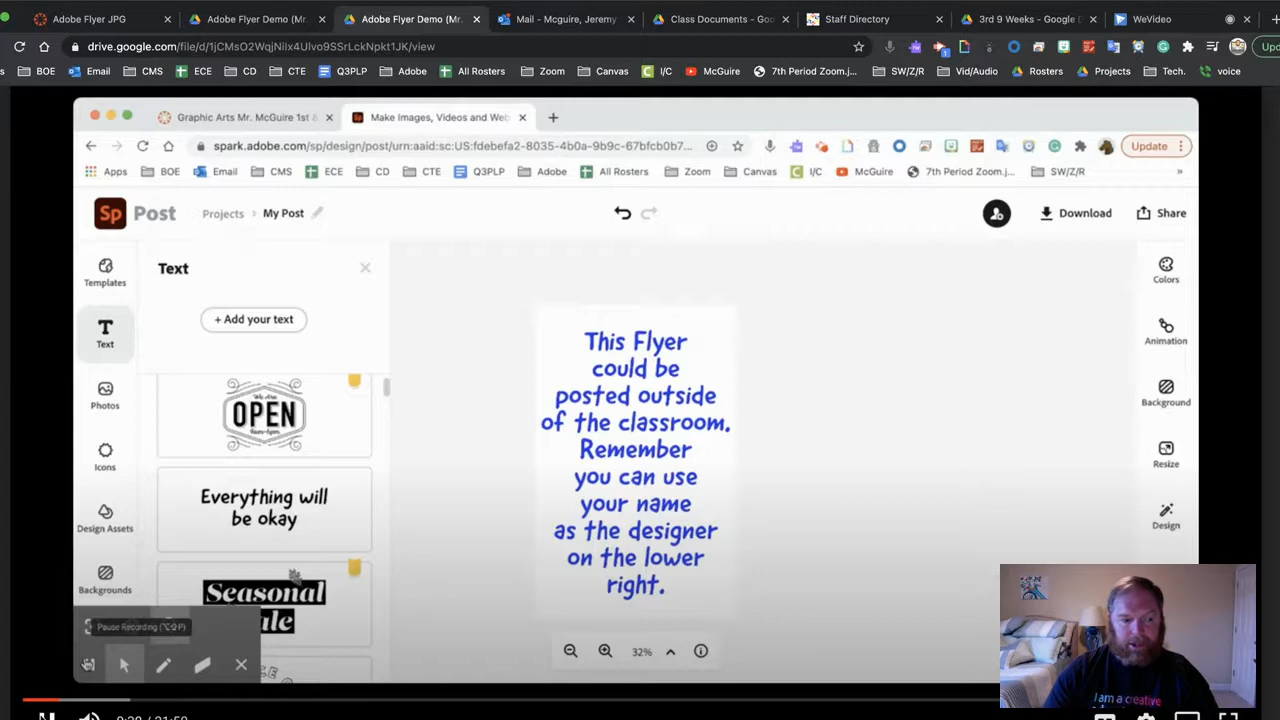 Adobe Flyer JPG × Adobe Flyer Demo (Mr. × Adobe Flyer Demo (Mr. × Mail - Mcguire, Jeremy × Class Documents - Goo × Staff Directory × 3rd 9 Weeks - Google D × WeVideo
drive.google.com/file/d/1jCMsO2WqjNiIx4UIvo9SSrLckNpkt1JK/view
BOE Email CMS ECE CD CTE Q3PLP Adobe All Rosters Zoom Canvas I/C McGuire 7th Period Zoom.j... SW/Z/R Vid/Audio Rosters Projects Tech. voice
Graphic Arts Mr. McGuire 1st & × Make Images, Videos and Web × +
spark.adobe.com/sp/design/post/urn:aaid:sc:US:fdebefa2-8035-4b0a-9b9c-67bfcb0b7... Update
Apps BOE Email CMS ECE CD CTE Q3PLP Adobe All Rosters Zoom Canvas I/C McGuire 7th Period Zoom.j... SW/Z/R »
Sp Post Projects > My Post Download Share
Templates
Text
Photos
Icons
Design Assets
Backgrounds
Text ×
+ Add your text
We Are
OPEN
Everything will
be okay
Seasonal
ale
Pause Recording (⌥⇧P)
This Flyer
could be
posted outside
of the classroom.
Remember
you can use
your name
as the designer
on the lower
right.
32%
Colors
Animation
Background
Resize
Design
I am a creative